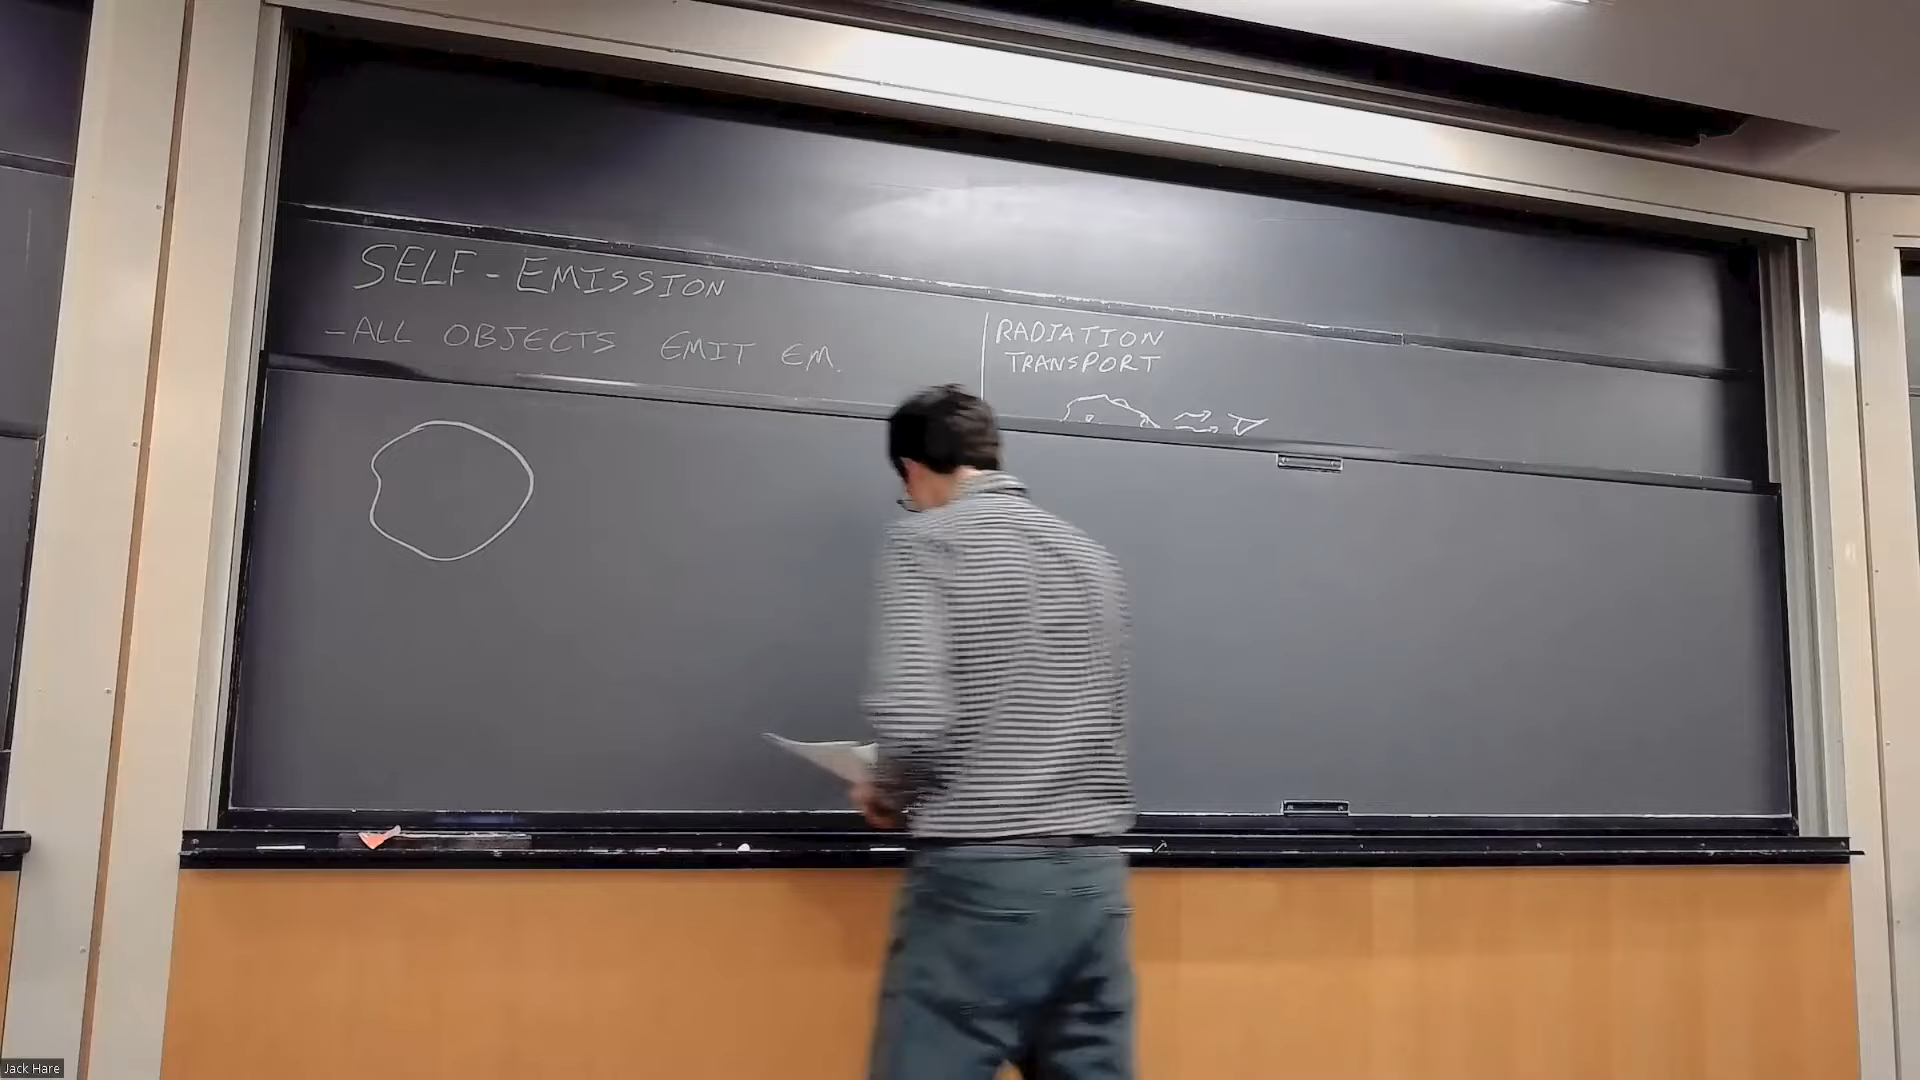 SELF-EMISSION
-ALL OBJECTS EMIT EM.
RADIATION
TRANSPORT
Jack Hare